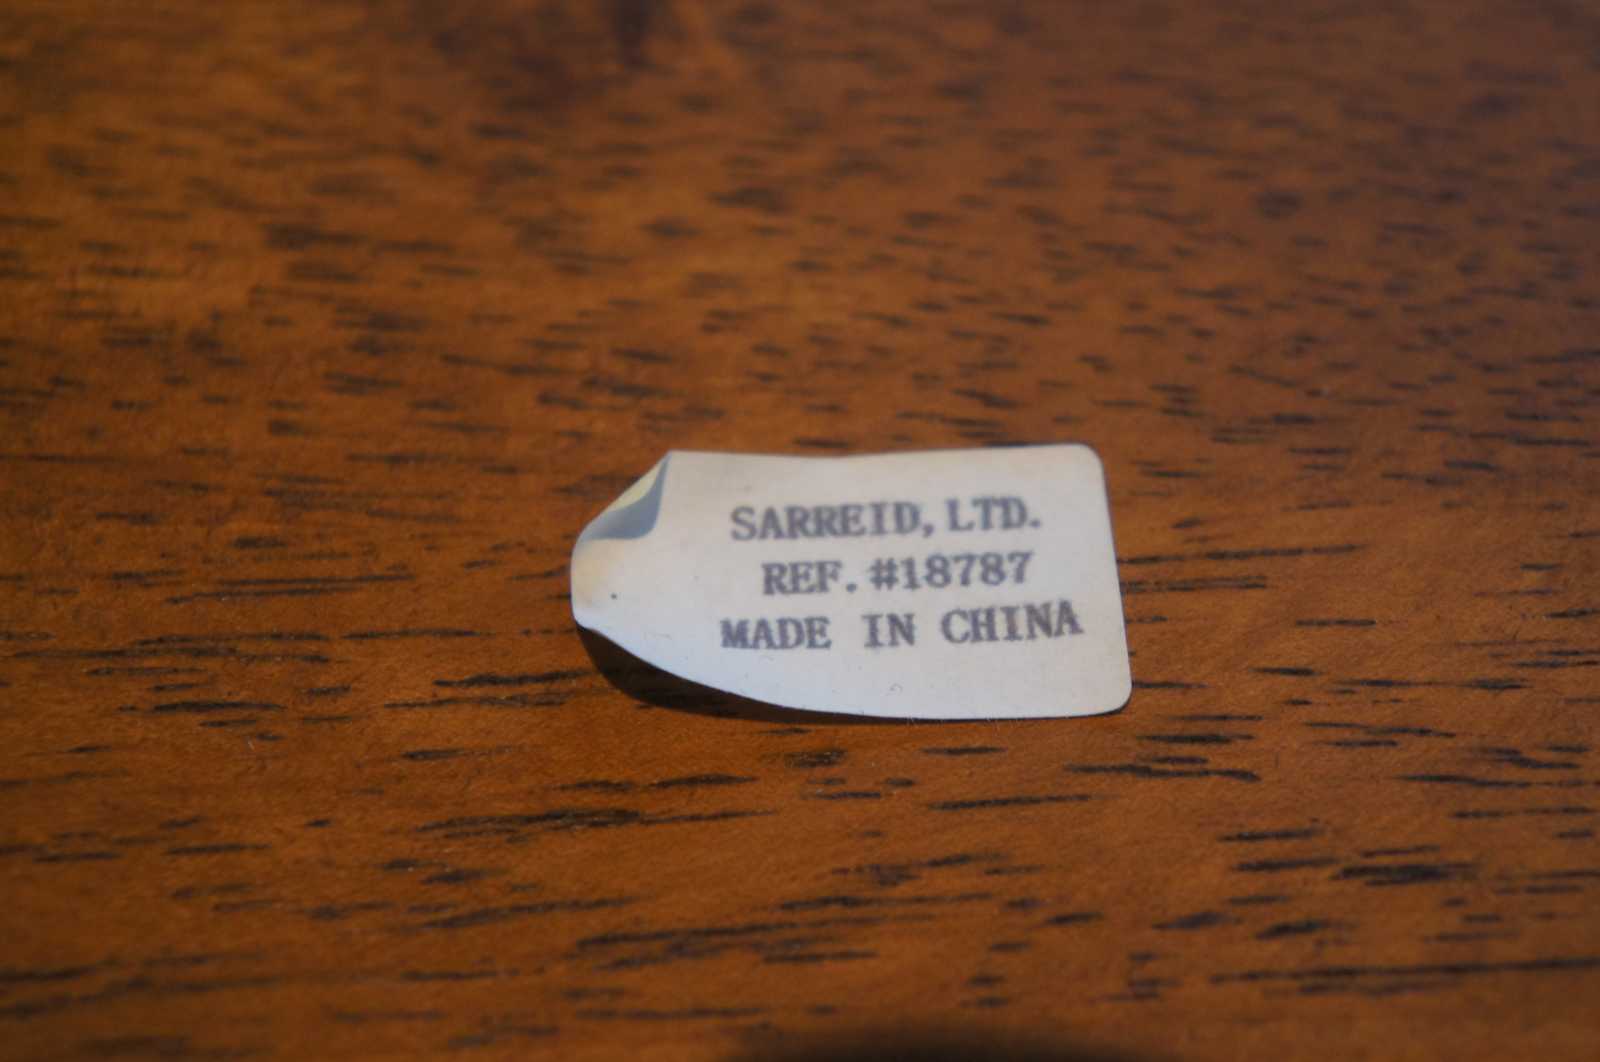 SARREID, LTD.
REF. #18787
MADE IN CHINA